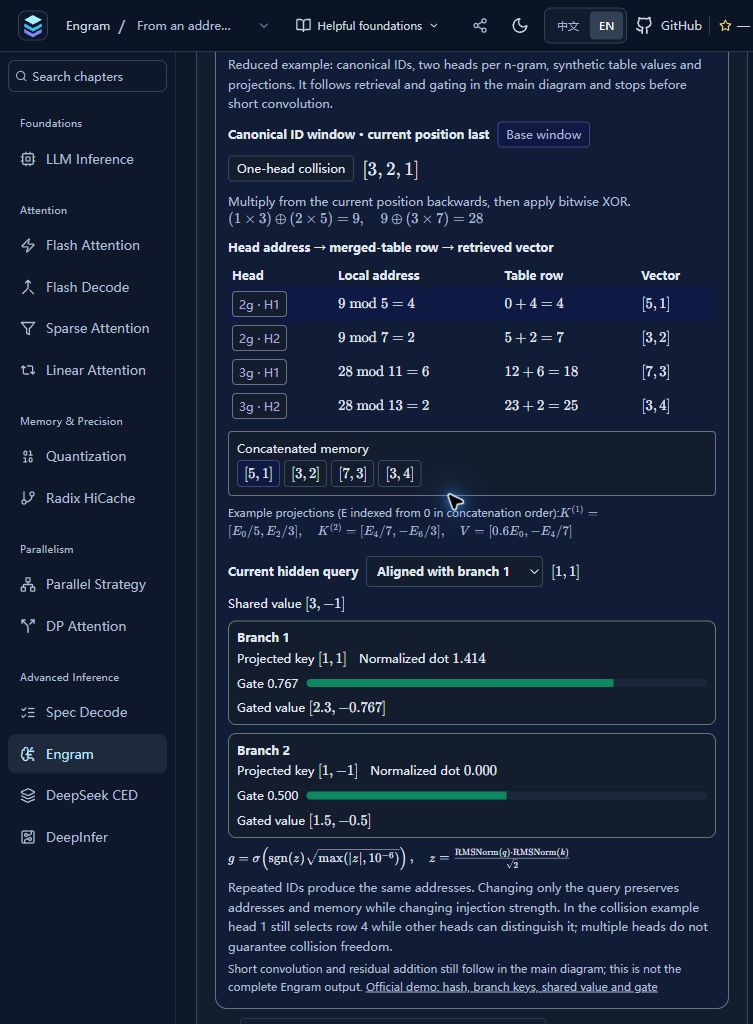 Engram / From an addre... Helpful foundations 中文 EN GitHub
Search chapters
Foundations
LLM Inference
Attention
Flash Attention
Flash Decode
Sparse Attention
Linear Attention
Memory & Precision
Quantization
Radix HiCache
Parallelism
Parallel Strategy
DP Attention
Advanced Inference
Spec Decode
Engram
DeepSeek CED
DeepInfer
Reduced example: canonical IDs, two heads per n-gram, synthetic table values and
projections. It follows retrieval and gating in the main diagram and stops before
short convolution.
Canonical ID window • current position last Base window
One-head collision [3, 2, 1]
Multiply from the current position backwards, then apply bitwise XOR.
(1 × 3) ⊕ (2 × 5) = 9, 9 ⊕ (3 × 7) = 28
Head address → merged-table row → retrieved vector
Head Local address Table row Vector
2g · H1 9 mod 5 = 4 0 + 4 = 4 [5, 1]
2g · H2 9 mod 7 = 2 5 + 2 = 7 [3, 2]
3g · H1 28 mod 11 = 6 12 + 6 = 18 [7, 3]
3g · H2 28 mod 13 = 2 23 + 2 = 25 [3, 4]
Concatenated memory
[5, 1] [3, 2] [7, 3] [3, 4]
Example projections (E indexed from 0 in concatenation order):K^(1) =
[E₀/5, E₂/3], K^(2) = [E₄/7, −E₆/3], V = [0.6E₀, −E₄/7]
Current hidden query Aligned with branch 1 [1, 1]
Shared value [3, −1]
Branch 1
Projected key [1, 1] Normalized dot 1.414
Gate 0.767
Gated value [2.3, −0.767]
Branch 2
Projected key [1, −1] Normalized dot 0.000
Gate 0.500
Gated value [1.5, −0.5]
g = σ(sgn(z)√max(|z|, 10⁻⁶)), z = RMSNorm(q)·RMSNorm(k)/√2
Repeated IDs produce the same addresses. Changing only the query preserves
addresses and memory while changing injection strength. In the collision example
head 1 still selects row 4 while other heads can distinguish it; multiple heads do not
guarantee collision freedom.
Short convolution and residual addition still follow in the main diagram; this is not the
complete Engram output. Official demo: hash, branch keys, shared value and gate